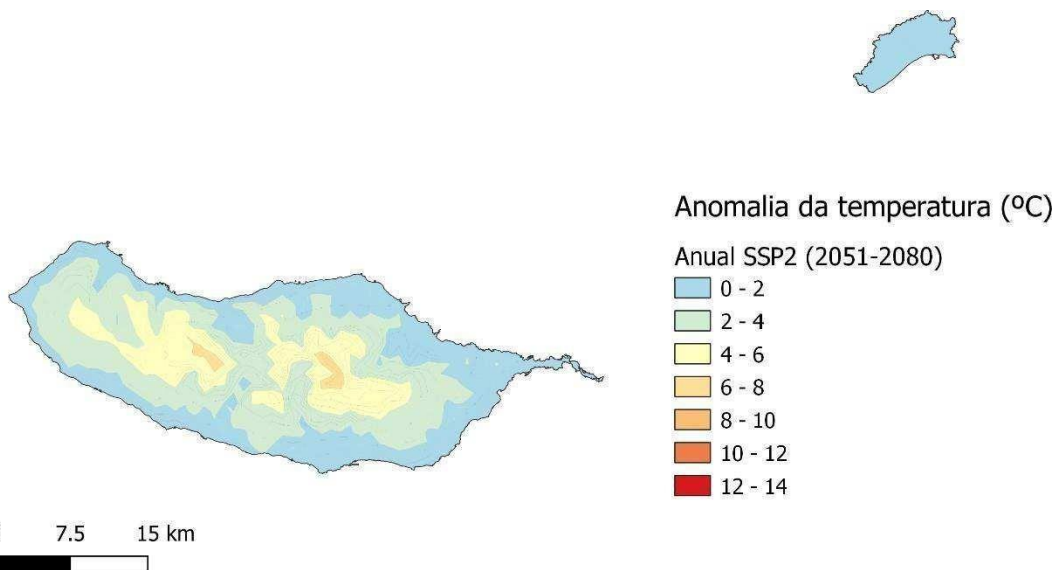 Anomalia da temperatura (ºC)
Anual SSP2 (2051-2080)
0 - 2
2 - 4
4 - 6
6 - 8
8 - 10
10 - 12
12 - 14
7.5 15 km